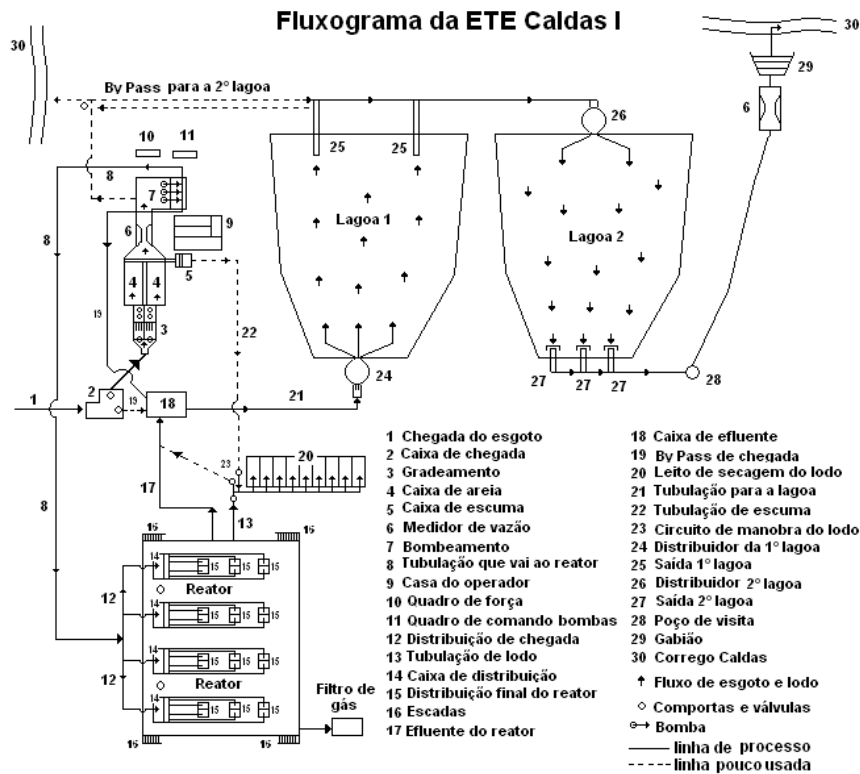 Fluxograma da ETE Caldas I
30
30
29
6
By Pass para a 2° lagoa
10
11
8
7
26
25
25
6
9
8
Lagoa 1
Lagoa 2
4
4
5
19
3
22
24
27
27
27
28
1
2
19
18
21
23
20
17
8
13
16
16
14
15
15
15
Reator
12
14
15
15
15
14
15
15
15
12
Reator
14
15
15
15
16
16
Filtro de
gás
1 Chegada do esgoto
2 Caixa de chegada
3 Gradeamento
4 Caixa de areia
5 Caixa de escuma
6 Medidor de vazão
7 Bombeamento
8 Tubulação que vai ao reator
9 Casa do operador
10 Quadro de força
11 Quadro de comando bombas
12 Distribuição de chegada
13 Tubulação de lodo
14 Caixa de distribuição
15 Distribuição final do reator
16 Escadas
17 Efluente do reator
18 Caixa de efluente
19 By Pass de chegada
20 Leito de secagem do lodo
21 Tubulação para a lagoa
22 Tubulação de escuma
23 Circuito de manobra do lodo
24 Distribuidor da 1° lagoa
25 Saída 1° lagoa
26 Distribuidor 2° lagoa
27 Saída 2° lagoa
28 Poço de visita
29 Gabião
30 Corrego Caldas
Fluxo de esgoto e lodo
Comportas e válvulas
Bomba
linha de processo
linha pouco usada